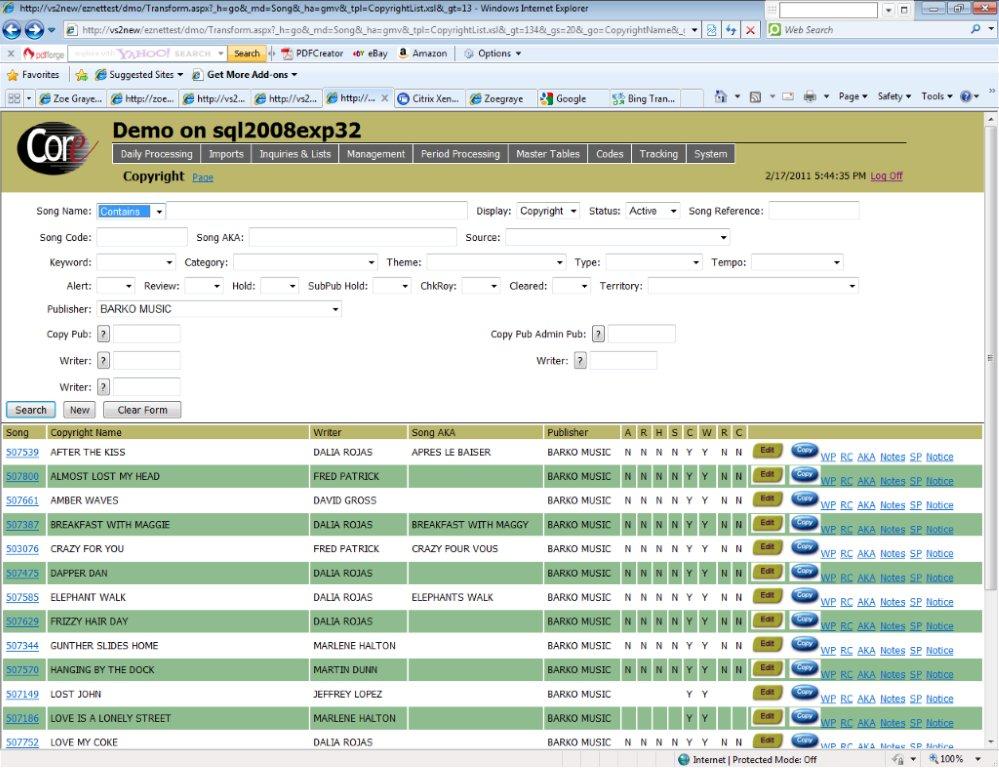 http://vs2new/eznettest/dmo/Transform.aspx?_h=go&_md=Song&_ha=gmv&_tpl=CopyrightList.xsl&_gt=13 - Windows Internet Explorer
http://vs2new/eznettest/dmo/Transform.aspx?_h=go&_md=Song&_ha=gmv&_tpl=CopyrightList.xsl&_gt=134&_gs=20&_go=CopyrightName&_ Web Search
pdfforge YAHOO! SEARCH Search PDFCreator eBay Amazon Options
Favorites Suggested Sites Get More Add-ons
Zoe Graye... http://zoe... http://vs2... http://vs2... http://... X Citrix Xen... Zoegraye Google Bing Tran... Page Safety Tools
Core
Demo on sql2008exp32
Daily Processing Imports Inquiries & Lists Management Period Processing Master Tables Codes Tracking System
Copyright Page 2/17/2011 5:44:35 PM Log Off
Song Name: Contains Display: Copyright Status: Active Song Reference:
Song Code: Song AKA: Source:
Keyword: Category: Theme: Type: Tempo:
Alert: Review: Hold: SubPub Hold: ChkRoy: Cleared: Territory:
Publisher: BARKO MUSIC
Copy Pub: ? Copy Pub Admin Pub: ?
Writer: ? Writer: ?
Writer: ?
Search New Clear Form
Song Copyright Name Writer Song AKA Publisher A R H S C W R C
507539 AFTER THE KISS DALIA ROJAS APRES LE BAISER BARKO MUSIC N N N N Y Y N N Edit Copy WP RC AKA Notes SP Notice
507800 ALMOST LOST MY HEAD FRED PATRICK BARKO MUSIC N N N N Y Y N N Edit Copy WP RC AKA Notes SP Notice
507661 AMBER WAVES DAVID GROSS BARKO MUSIC N N N N Y Y N N Edit Copy WP RC AKA Notes SP Notice
507387 BREAKFAST WITH MAGGIE DALIA ROJAS BREAKFAST WITH MAGGY BARKO MUSIC N N N N Y Y N N Edit Copy WP RC AKA Notes SP Notice
503076 CRAZY FOR YOU FRED PATRICK CRAZY POUR VOUS BARKO MUSIC N N N N Y Y N N Edit Copy WP RC AKA Notes SP Notice
507475 DAPPER DAN DALIA ROJAS BARKO MUSIC N N N N Y Y N N Edit Copy WP RC AKA Notes SP Notice
507585 ELEPHANT WALK DALIA ROJAS ELEPHANTS WALK BARKO MUSIC N N N N Y Y N N Edit Copy WP RC AKA Notes SP Notice
507629 FRIZZY HAIR DAY DALIA ROJAS BARKO MUSIC N N N N Y Y N N Edit Copy WP RC AKA Notes SP Notice
507344 GUNTHER SLIDES HOME MARLENE HALTON BARKO MUSIC N N N N Y Y N N Edit Copy WP RC AKA Notes SP Notice
507570 HANGING BY THE DOCK MARTIN DUNN BARKO MUSIC N N N N Y Y N N Edit Copy WP RC AKA Notes SP Notice
507149 LOST JOHN JEFFREY LOPEZ BARKO MUSIC Y Y Edit Copy WP RC AKA Notes SP Notice
507186 LOVE IS A LONELY STREET MARLENE HALTON BARKO MUSIC Y Y Edit Copy WP RC AKA Notes SP Notice
507752 LOVE MY COKE DALIA ROJAS BARKO MUSIC N N N N Y Y N N Edit Copy WP RC AKA Notes SP Notice
Internet | Protected Mode: Off 100%